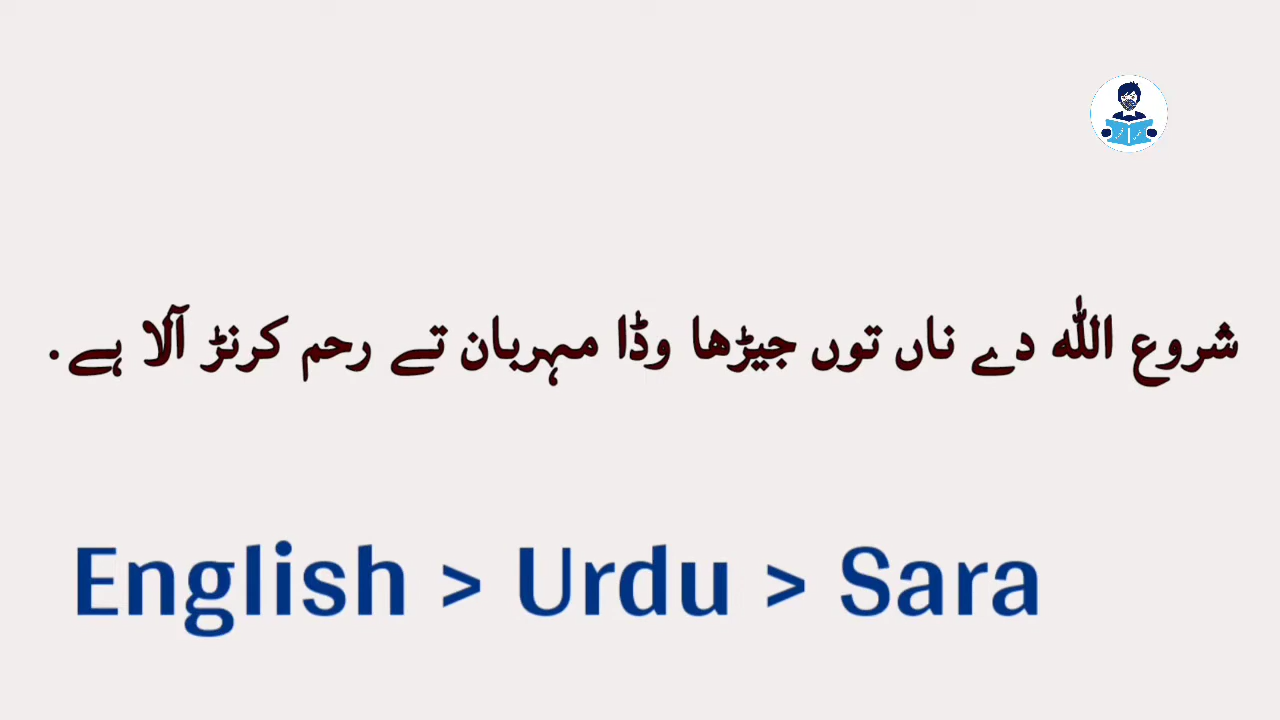 شروع اللہ دے ناں توں جیڑھا وڈا مہربان تے رحم کرنڑ آلا ہے۔
English > Urdu > Sara